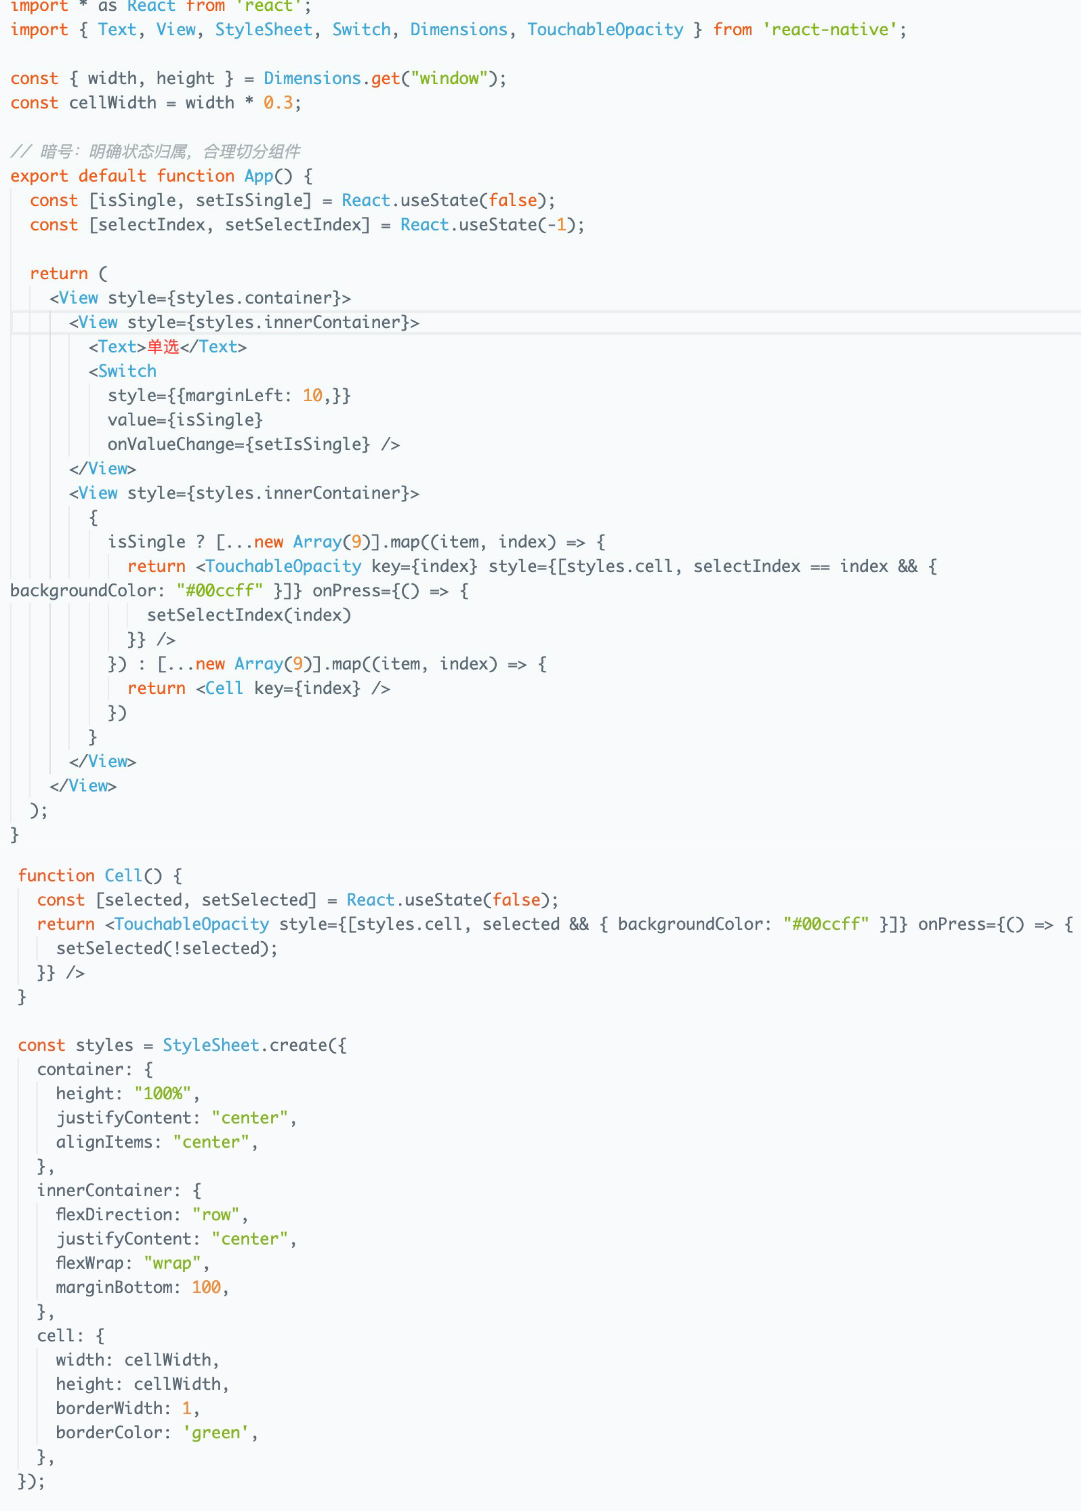 import * as React from 'react';
import { Text, View, StyleSheet, Switch, Dimensions, TouchableOpacity } from 'react-native';

const { width, height } = Dimensions.get("window");
const cellWidth = width * 0.3;

// 暗号：明确状态归属，合理切分组件
export default function App() {
  const [isSingle, setIsSingle] = React.useState(false);
  const [selectIndex, setSelectIndex] = React.useState(-1);

  return (
    <View style={styles.container}>
      <View style={styles.innerContainer}>
        <Text>单选</Text>
        <Switch
          style={{marginLeft: 10,}}
          value={isSingle}
          onValueChange={setIsSingle} />
      </View>
      <View style={styles.innerContainer}>
        {
          isSingle ? [...new Array(9)].map((item, index) => {
            return <TouchableOpacity key={index} style={[styles.cell, selectIndex == index && {
backgroundColor: "#00ccff" }]} onPress={() => {
              setSelectIndex(index)
            }} />
          }) : [...new Array(9)].map((item, index) => {
            return <Cell key={index} />
          })
        }
      </View>
    </View>
  );
}
function Cell() {
  const [selected, setSelected] = React.useState(false);
  return <TouchableOpacity style={[styles.cell, selected && { backgroundColor: "#00ccff" }]} onPress={() => {
    setSelected(!selected);
  }} />
}

const styles = StyleSheet.create({
  container: {
    height: "100%",
    justifyContent: "center",
    alignItems: "center",
  },
  innerContainer: {
    flexDirection: "row",
    justifyContent: "center",
    flexWrap: "wrap",
    marginBottom: 100,
  },
  cell: {
    width: cellWidth,
    height: cellWidth,
    borderWidth: 1,
    borderColor: 'green',
  },
});